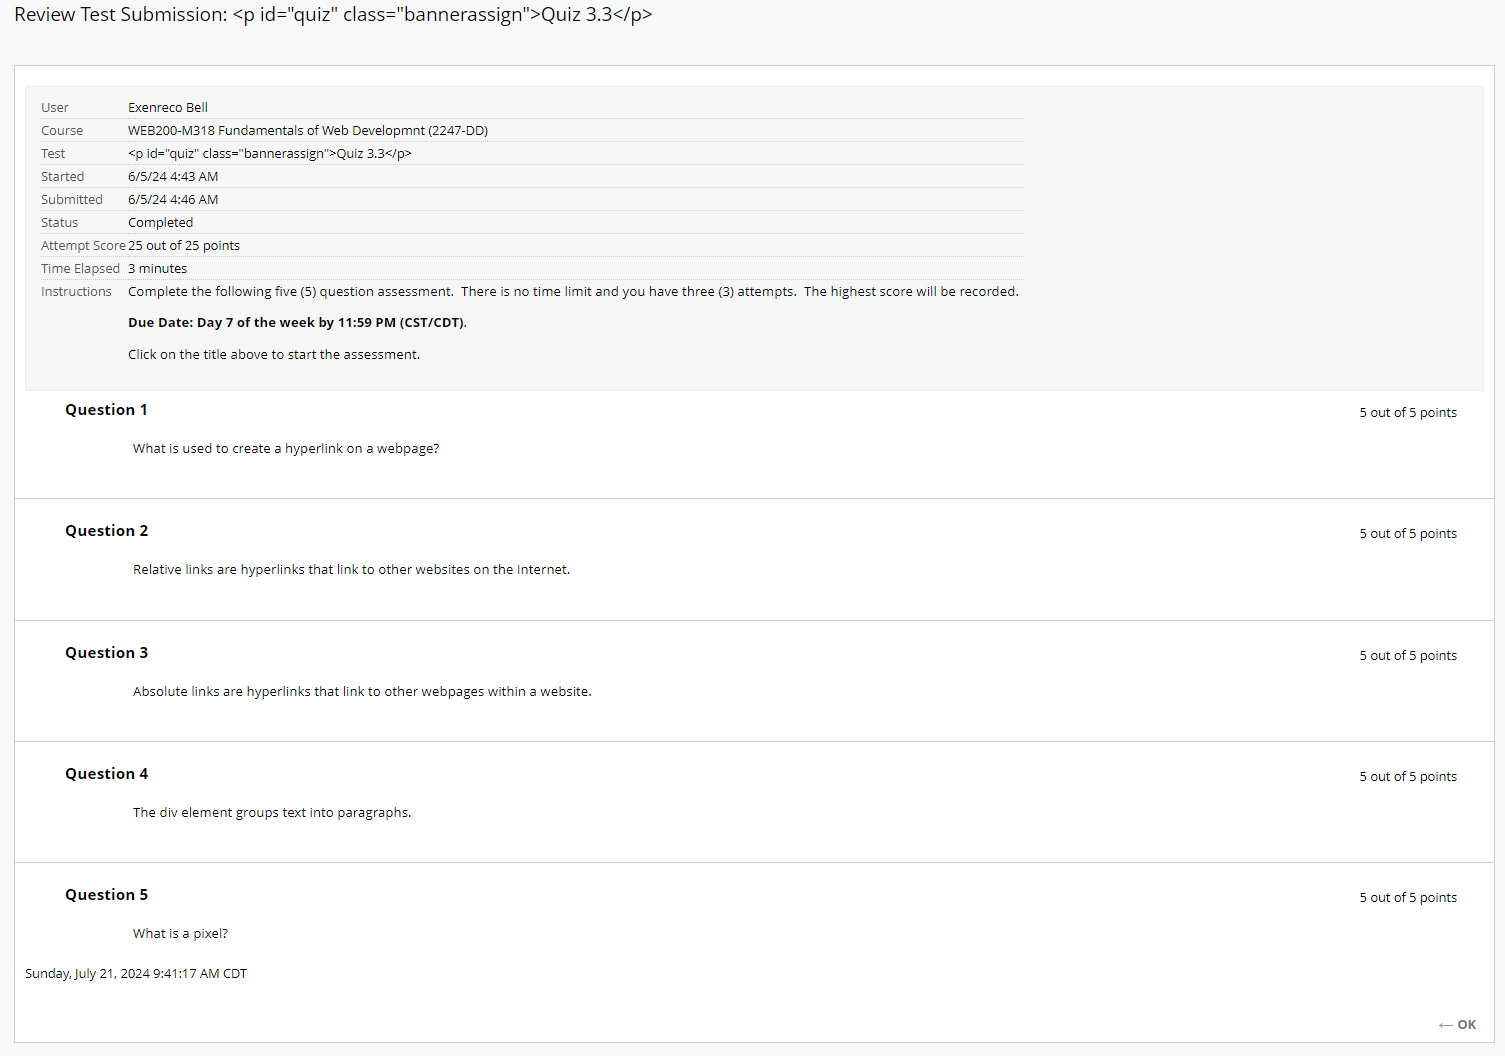 Review Test Submission: <p id="quiz" class="bannerassign">Quiz 3.3</p>
User Exenreco Bell
Course WEB200-M318 Fundamentals of Web Developmnt (2247-DD)
Test <p id="quiz" class="bannerassign">Quiz 3.3</p>
Started 6/5/24 4:43 AM
Submitted 6/5/24 4:46 AM
Status Completed
Attempt Score 25 out of 25 points
Time Elapsed 3 minutes
Instructions Complete the following five (5) question assessment.  There is no time limit and you have three (3) attempts.  The highest score will be recorded.
Due Date: Day 7 of the week by 11:59 PM (CST/CDT).
Click on the title above to start the assessment.
Question 1 5 out of 5 points
What is used to create a hyperlink on a webpage?
Question 2 5 out of 5 points
Relative links are hyperlinks that link to other websites on the Internet.
Question 3 5 out of 5 points
Absolute links are hyperlinks that link to other webpages within a website.
Question 4 5 out of 5 points
The div element groups text into paragraphs.
Question 5 5 out of 5 points
What is a pixel?
Sunday, July 21, 2024 9:41:17 AM CDT
← OK